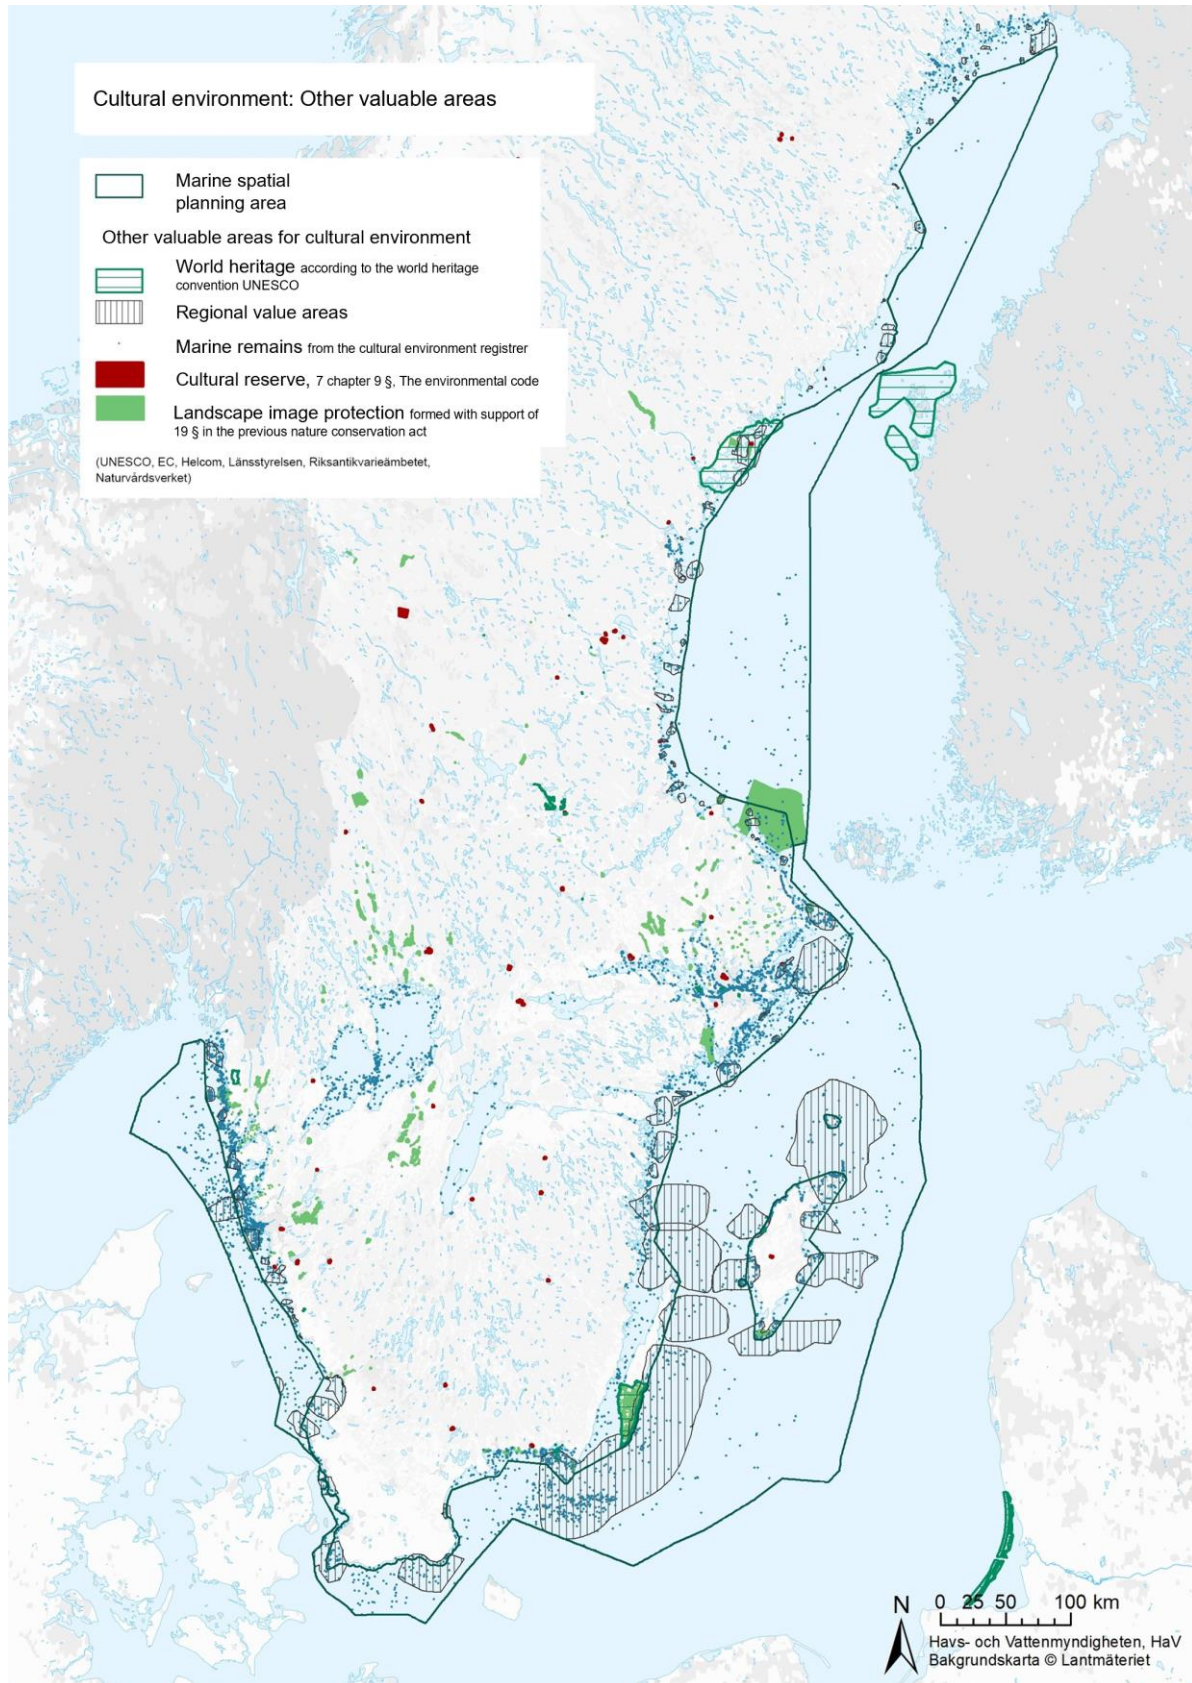 Cultural environment: Other valuable areas
Marine spatial
planning area
Other valuable areas for cultural environment
World heritage according to the world heritage
convention UNESCO
Regional value areas
Marine remains from the cultural environment registrer
Cultural reserve, 7 chapter 9 §, The environmental code
Landscape image protection formed with support of
19 § in the previous nature conservation act
(UNESCO, EC, Helcom, Länsstyrelsen, Riksantikvarieämbetet,
Naturvårdsverket)
N
0 25 50 100 km
Havs- och Vattenmyndigheten, HaV
Bakgrundskarta © Lantmäteriet